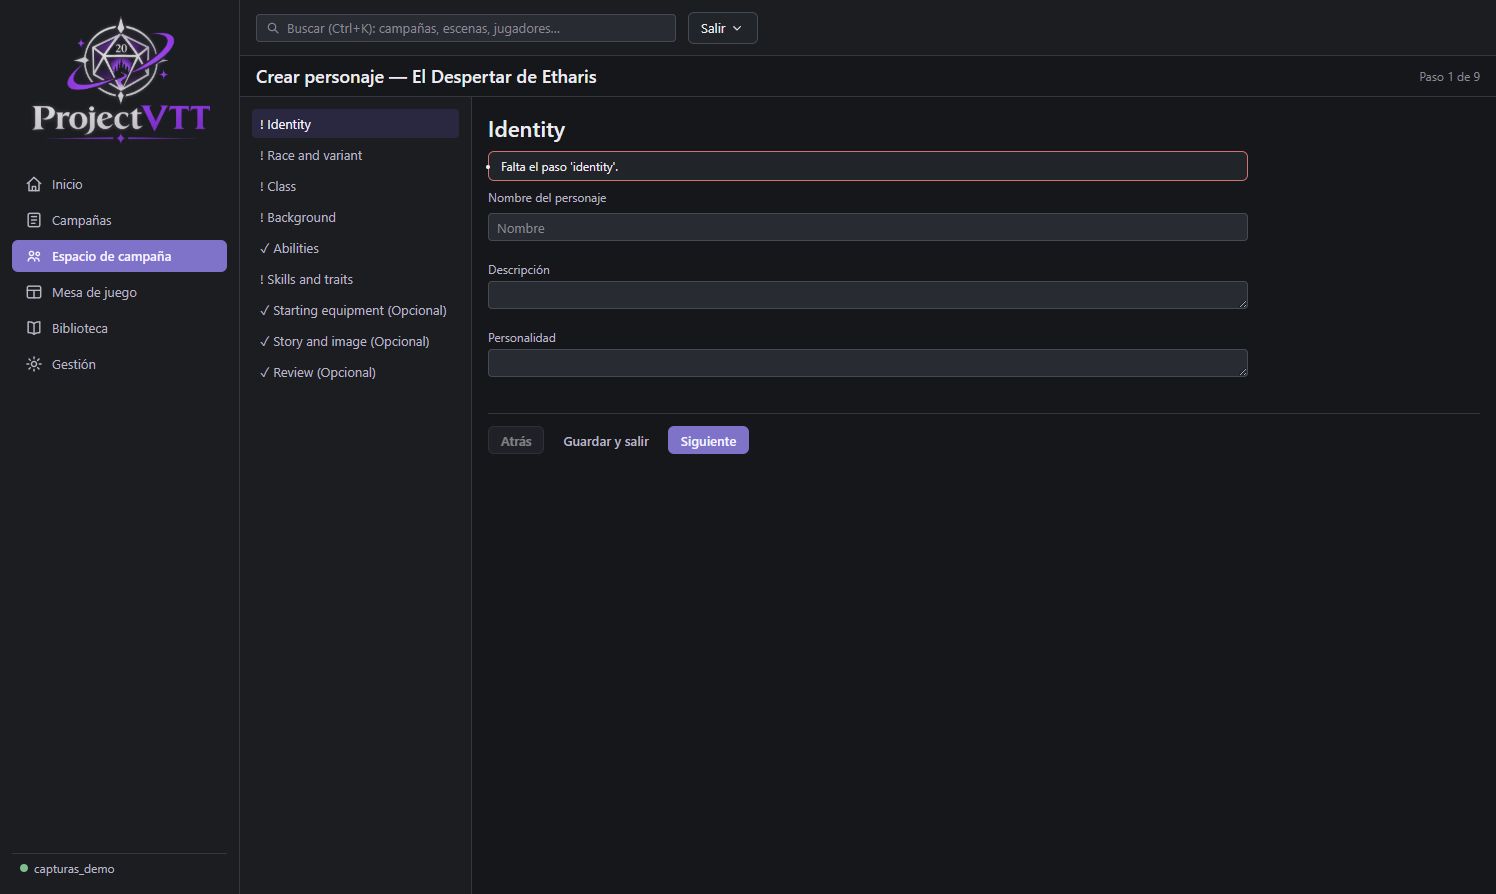 20
ProjectVTT
Inicio
Campañas
Espacio de campaña
Mesa de juego
Biblioteca
Gestión
capturas_demo
Buscar (Ctrl+K): campañas, escenas, jugadores...
Salir
Crear personaje — El Despertar de Etharis
Paso 1 de 9
! Identity
! Race and variant
! Class
! Background
✓ Abilities
! Skills and traits
✓ Starting equipment (Opcional)
✓ Story and image (Opcional)
✓ Review (Opcional)
Identity
Falta el paso 'identity'.
Nombre del personaje
Nombre
Descripción
Personalidad
Atrás
Guardar y salir
Siguiente